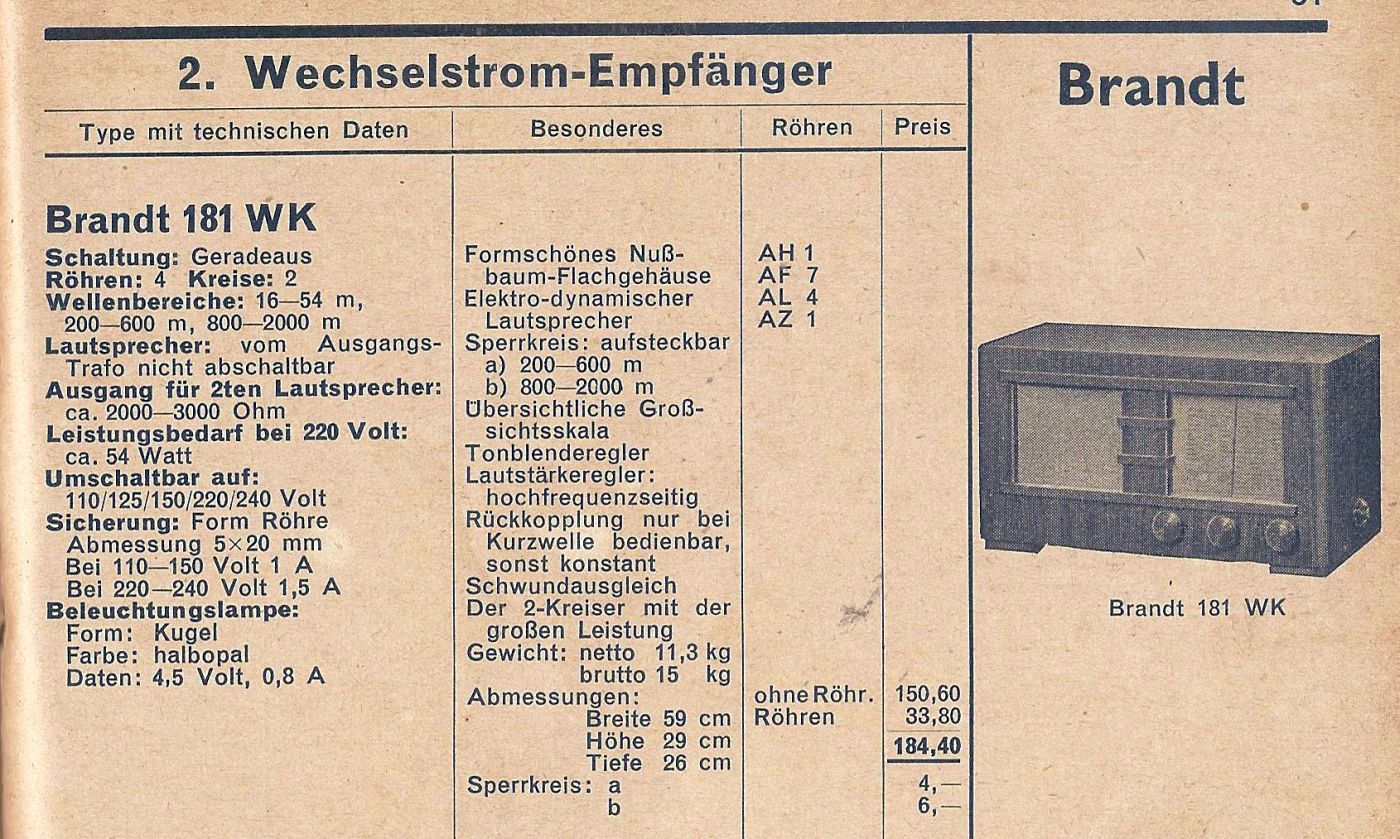 2. Wechselstrom-Empfänger
Type mit technischen Daten
Besonderes
Röhren
Preis
Brandt 181 WK
Schaltung: Geradeaus
Röhren: 4 Kreise: 2
Wellenbereiche: 16—54 m,
200—600 m, 800—2000 m
Lautsprecher: vom Ausgangs-
Trafo nicht abschaltbar
Ausgang für 2ten Lautsprecher:
ca. 2000—3000 Ohm
Leistungsbedarf bei 220 Volt:
ca. 54 Watt
Umschaltbar auf:
110/125/150/220/240 Volt
Sicherung: Form Röhre
Abmessung 5×20 mm
Bei 110—150 Volt 1 A
Bei 220—240 Volt 1,5 A
Beleuchtungslampe:
Form: Kugel
Farbe: halbopal
Daten: 4,5 Volt, 0,8 A
Formschönes Nuß-
baum-Flachgehäuse
Elektro-dynamischer
Lautsprecher
Sperrkreis: aufsteckbar
a) 200—600 m
b) 800—2000 m
Übersichtliche Groß-
sichtsskala
Tonblenderegler
Lautstärkeregler:
hochfrequenzseitig
Rückkopplung nur bei
Kurzwelle bedienbar,
sonst konstant
Schwundausgleich
Der 2-Kreiser mit der
großen Leistung
Gewicht: netto 11,3 kg
brutto 15 kg
Abmessungen:
Breite 59 cm
Höhe 29 cm
Tiefe 26 cm
Sperrkreis: a
b
AH 1
AF 7
AL 4
AZ 1
ohne Röhr. 150,60
Röhren 33,80
184,40
4,—
6,—
Brandt
Brandt 181 WK